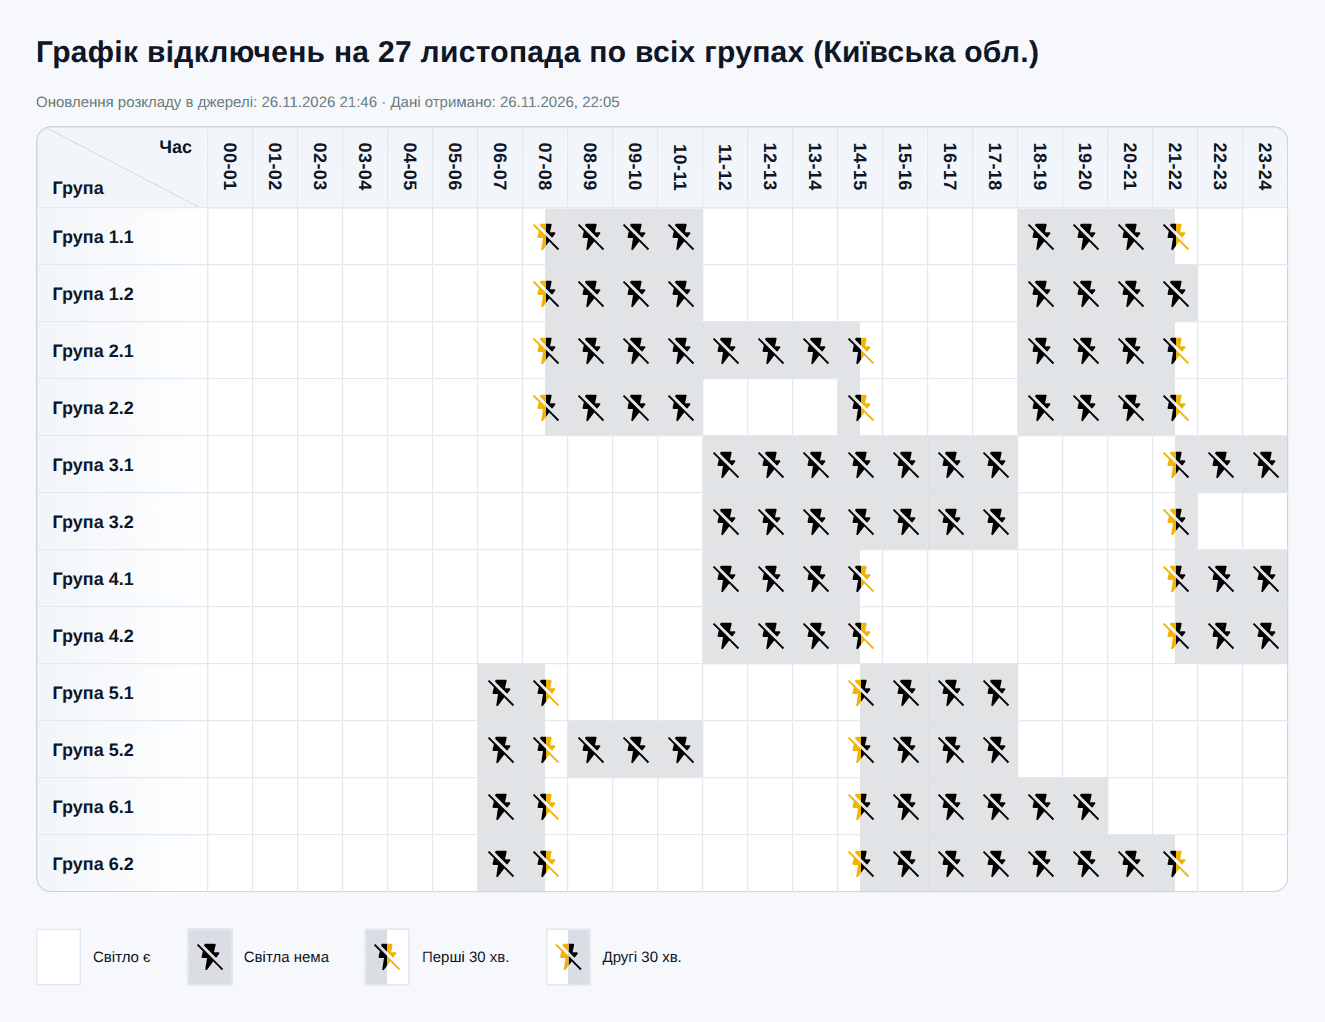 Графік відключень на 27 листопада по всіх групах (Київська обл.)
Оновлення розкладу в джерелі: 26.11.2026 21:46 · Дані отримано: 26.11.2026, 22:05
Час
Група
00-01 01-02 02-03 03-04 04-05 05-06 06-07 07-08 08-09 09-10 10-11 11-12 12-13 13-14 14-15 15-16 16-17 17-18 18-19 19-20 20-21 21-22 22-23 23-24
Група 1.1
Група 1.2
Група 2.1
Група 2.2
Група 3.1
Група 3.2
Група 4.1
Група 4.2
Група 5.1
Група 5.2
Група 6.1
Група 6.2
Світло є Світла нема Перші 30 хв. Другі 30 хв.